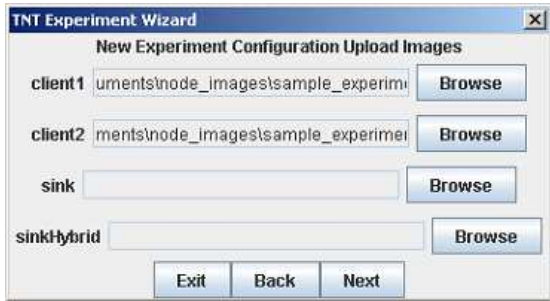 TNT Experiment Wizard
New Experiment Configuration Upload Images
client1 uments\node_images\sample_experim Browse
client2 ments\node_images\sample_experimer Browse
sink Browse
sinkHybrid Browse
Exit Back Next